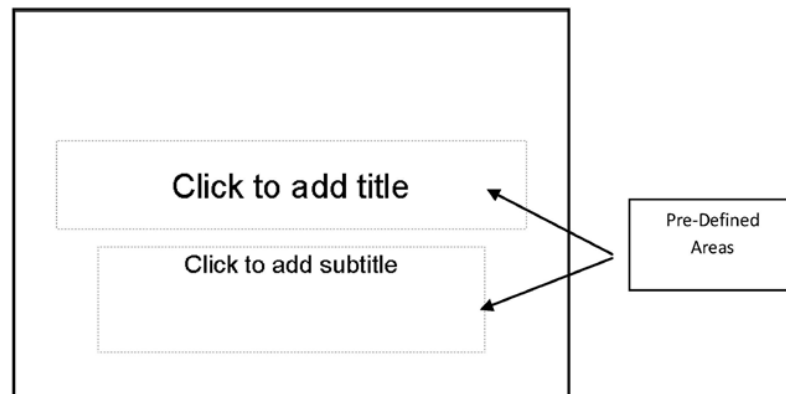 Click to add title
Click to add subtitle
Pre-Defined
Areas